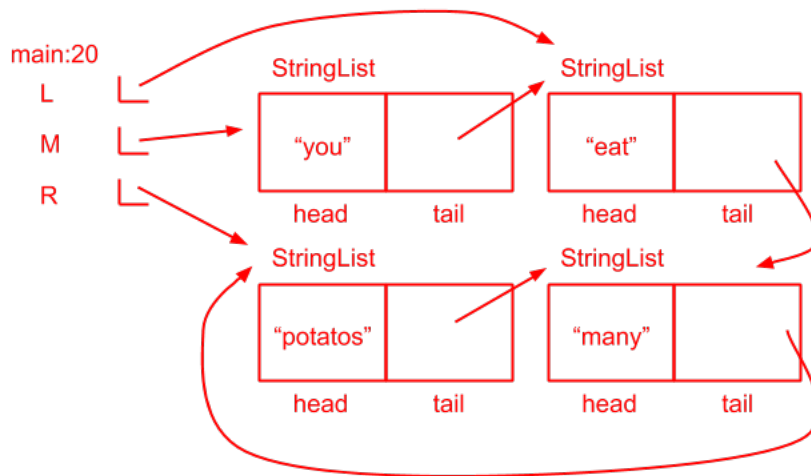 main:20
L
M
R
StringList StringList
“you” “eat”
head tail head tail
StringList StringList
“potatos” “many”
head tail head tail